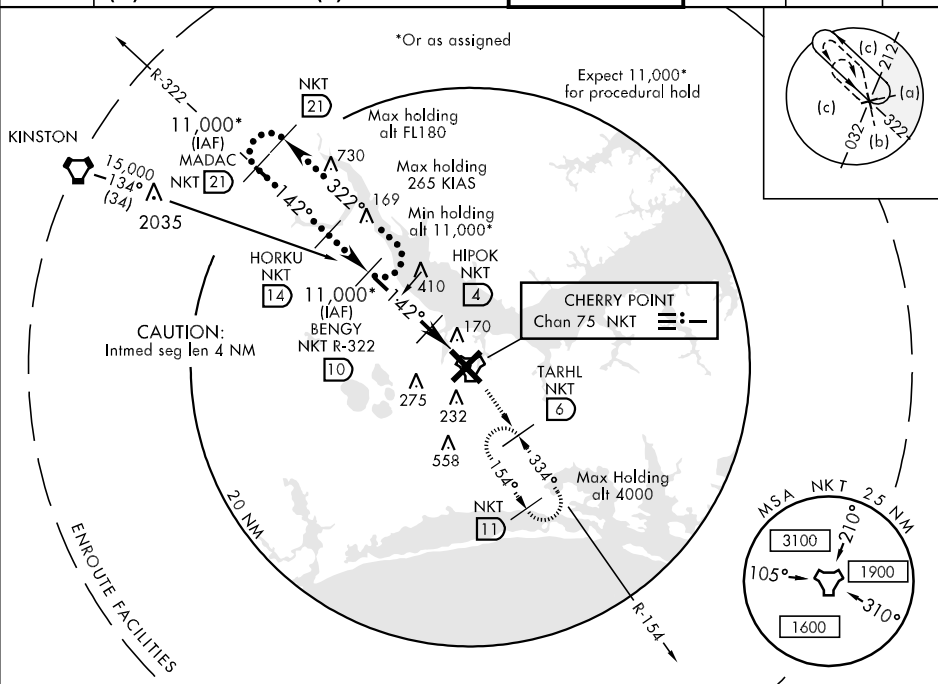 *Or as assigned
Expect 11,000*
for procedural hold
R-322
NKT
21
Max holding
alt FL180
KINSTON
15,000
134°
(34)
2035
11,000*
(IAF)
MADAC
NKT 21
142°
322°
730
169
Max holding
265 KIAS
Min holding
alt 11,000*
HORKU
NKT
14
11,000*
(IAF)
BENGY
NKT R-322
10
142°
410
HIPOK
NKT
4
170
CHERRY POINT
Chan 75 NKT
CAUTION:
Intmed seg len 4 NM
275
232
558
TARHL
NKT
6
154°
334°
Max Holding
alt 4000
NKT
11
R-154
20 NM
ENROUTE FACILITIES
(c)
212
(a)
(c)
322
(b)
032
MSA NKT 25 NM
3100
210°
105°
1900
310°
1600